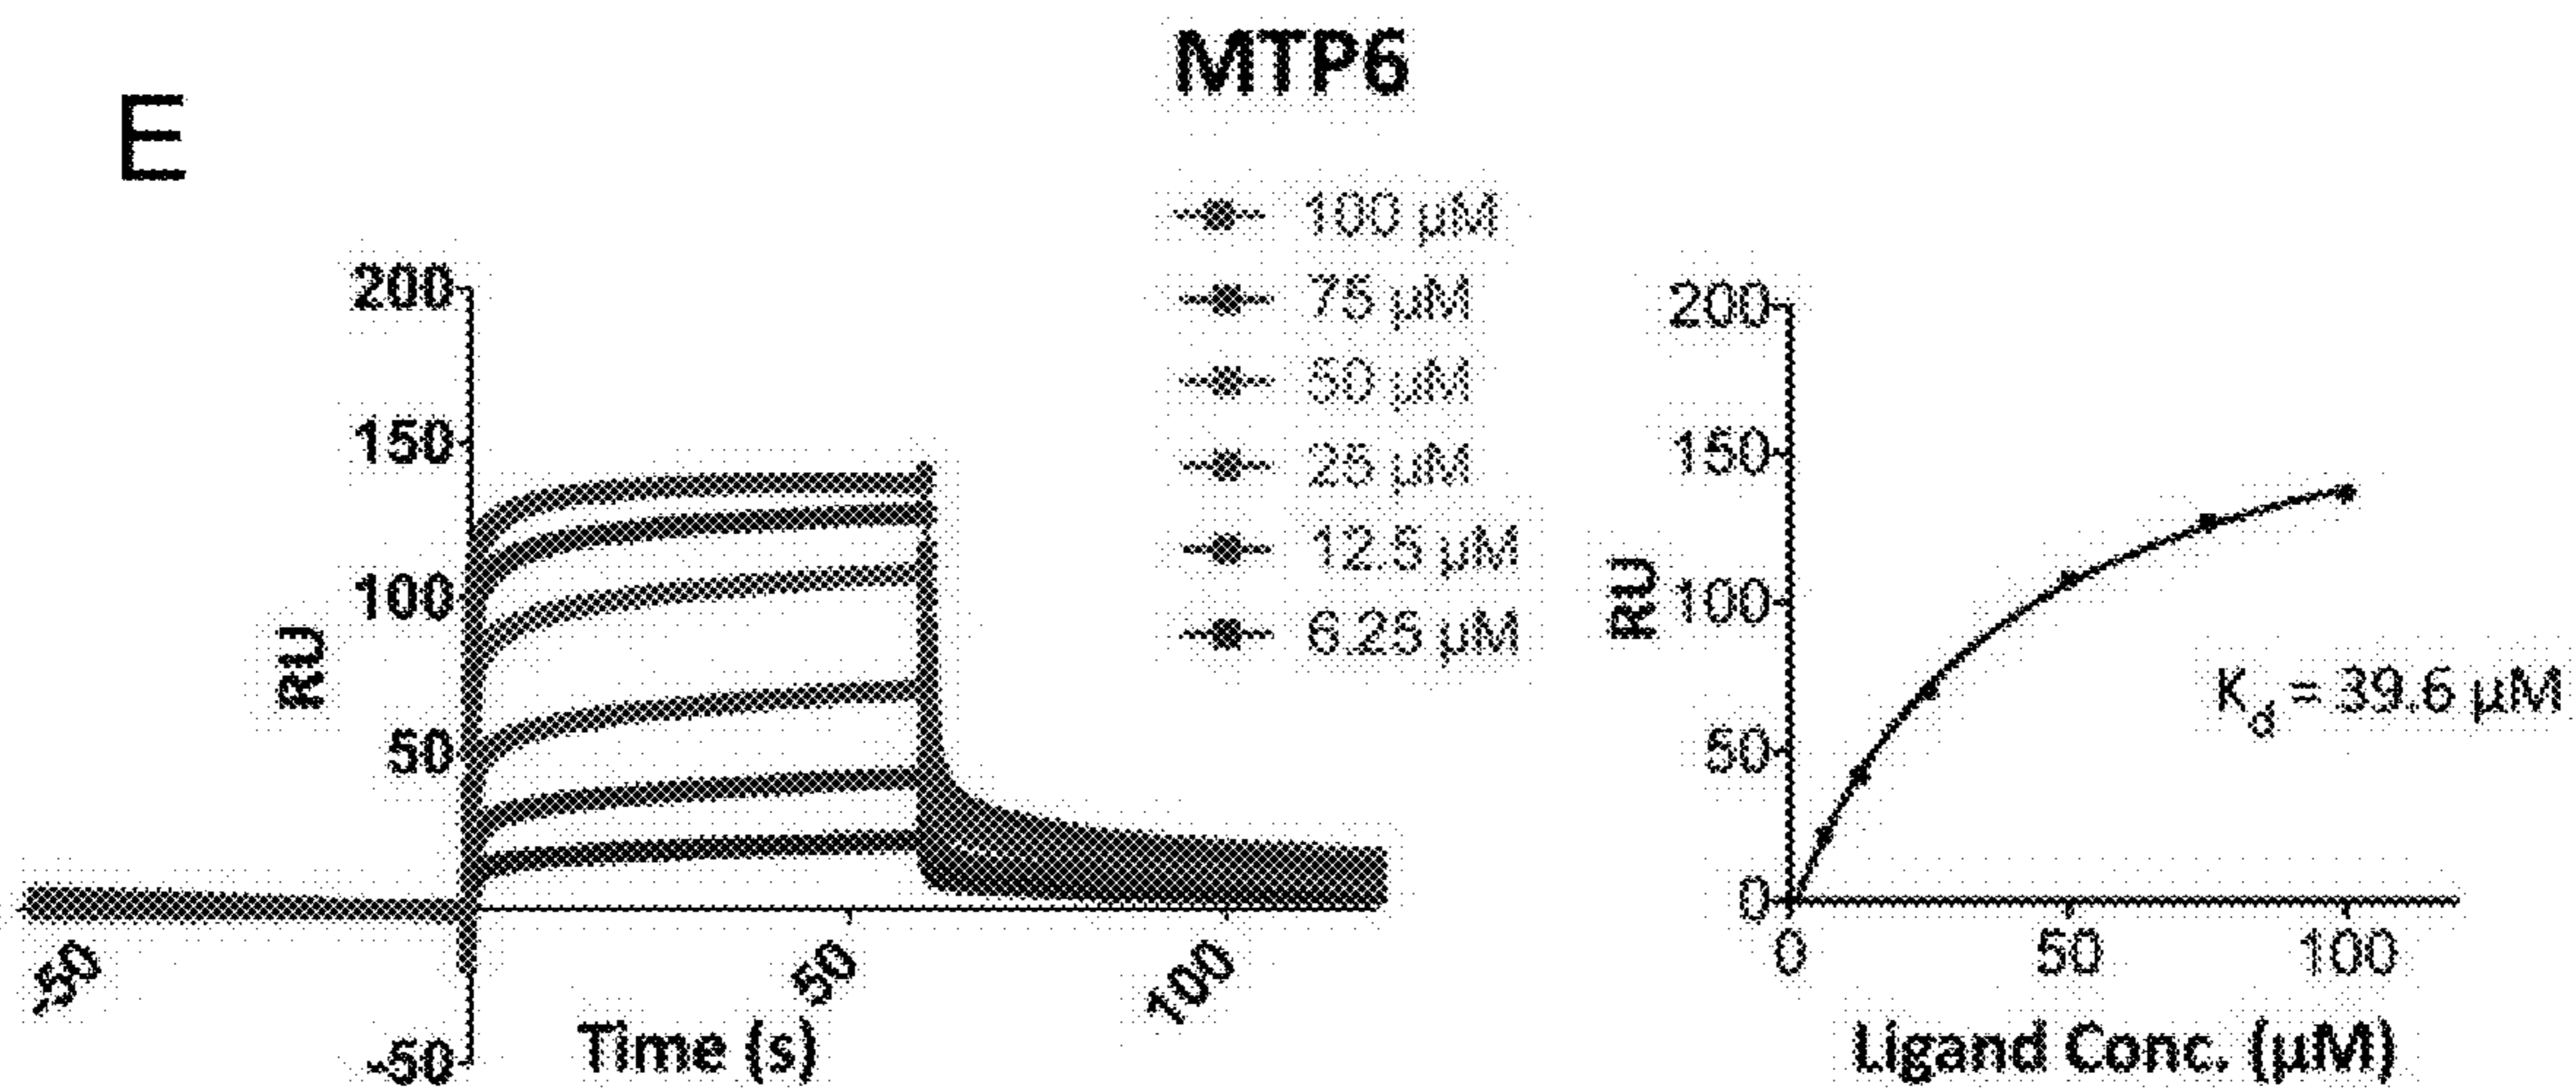 E
MTP6
100 µM
75 µM
50 µM
25 µM
12.5 µM
6.25 µM
200
150
100
50
-50
RU
-50
50
100
Time (s)
200
150
100
50
0
RU
K_d = 39.6 µM
0
50
100
Ligand Conc. (µM)